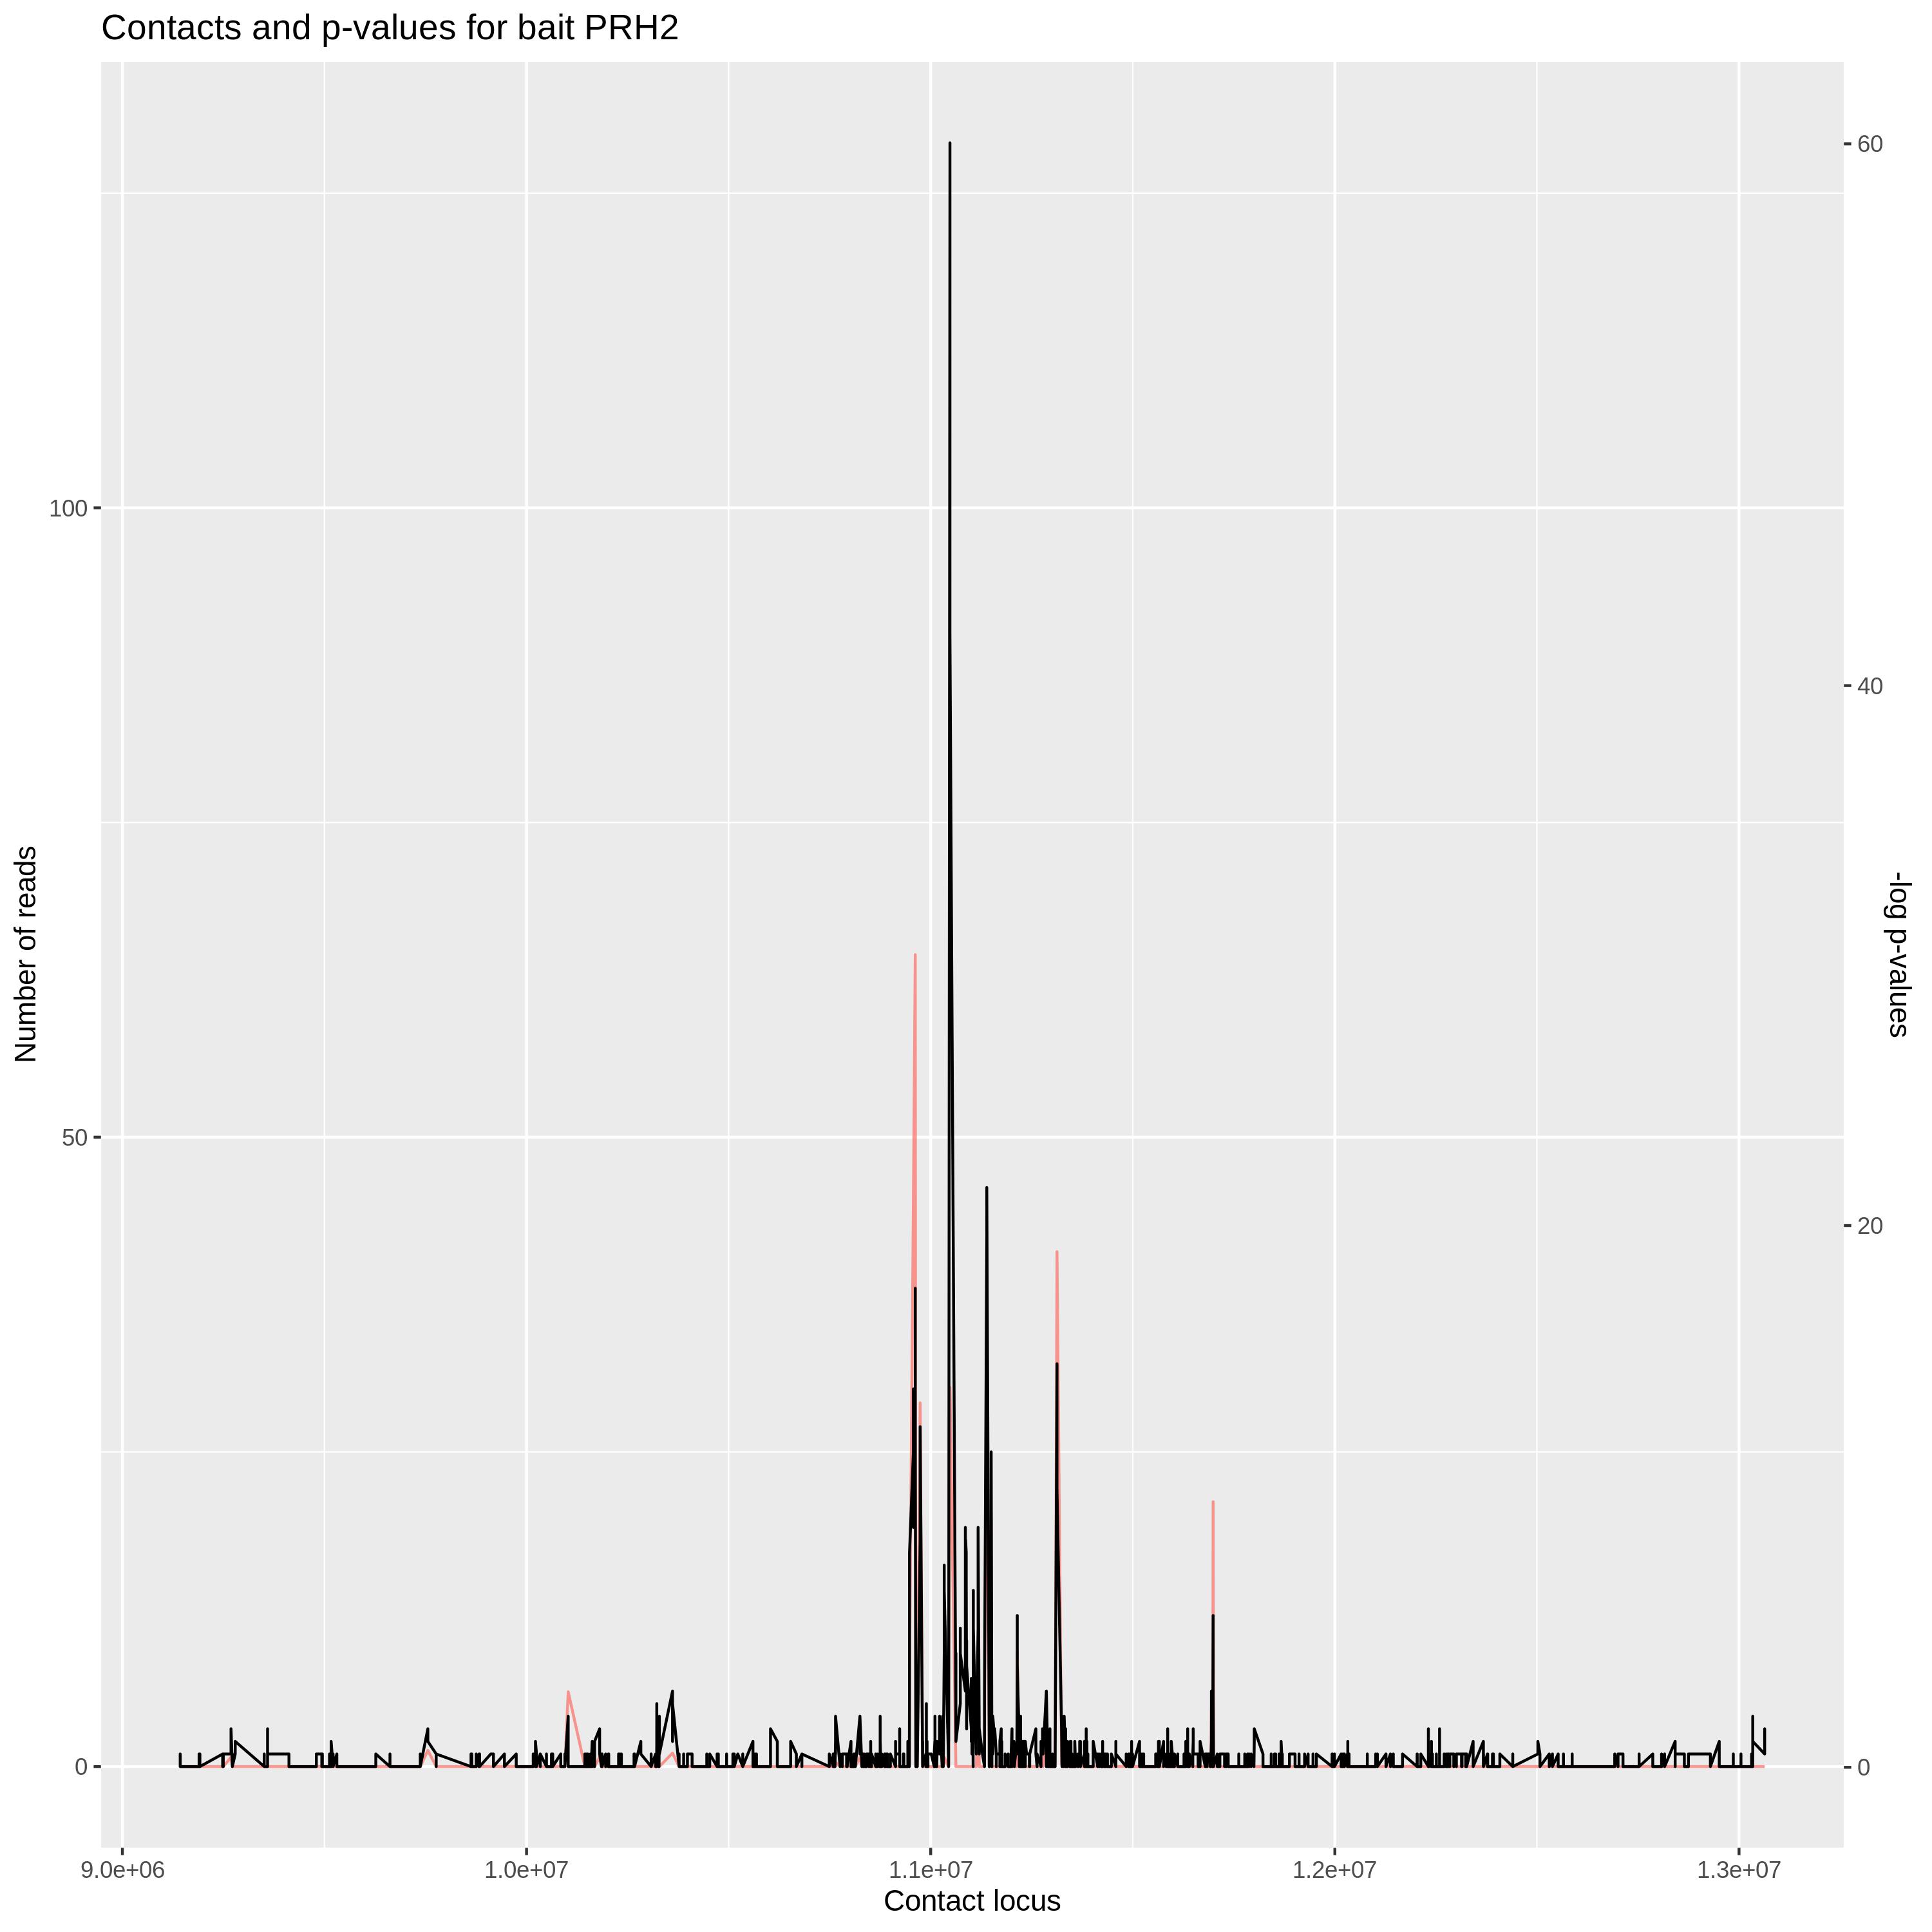 Contacts and p-values for bait PRH2
60
100
40
Number of reads
-log p-values
50
20
0
0
9.0e+06
1.0e+07
1.1e+07
1.2e+07
1.3e+07
Contact locus